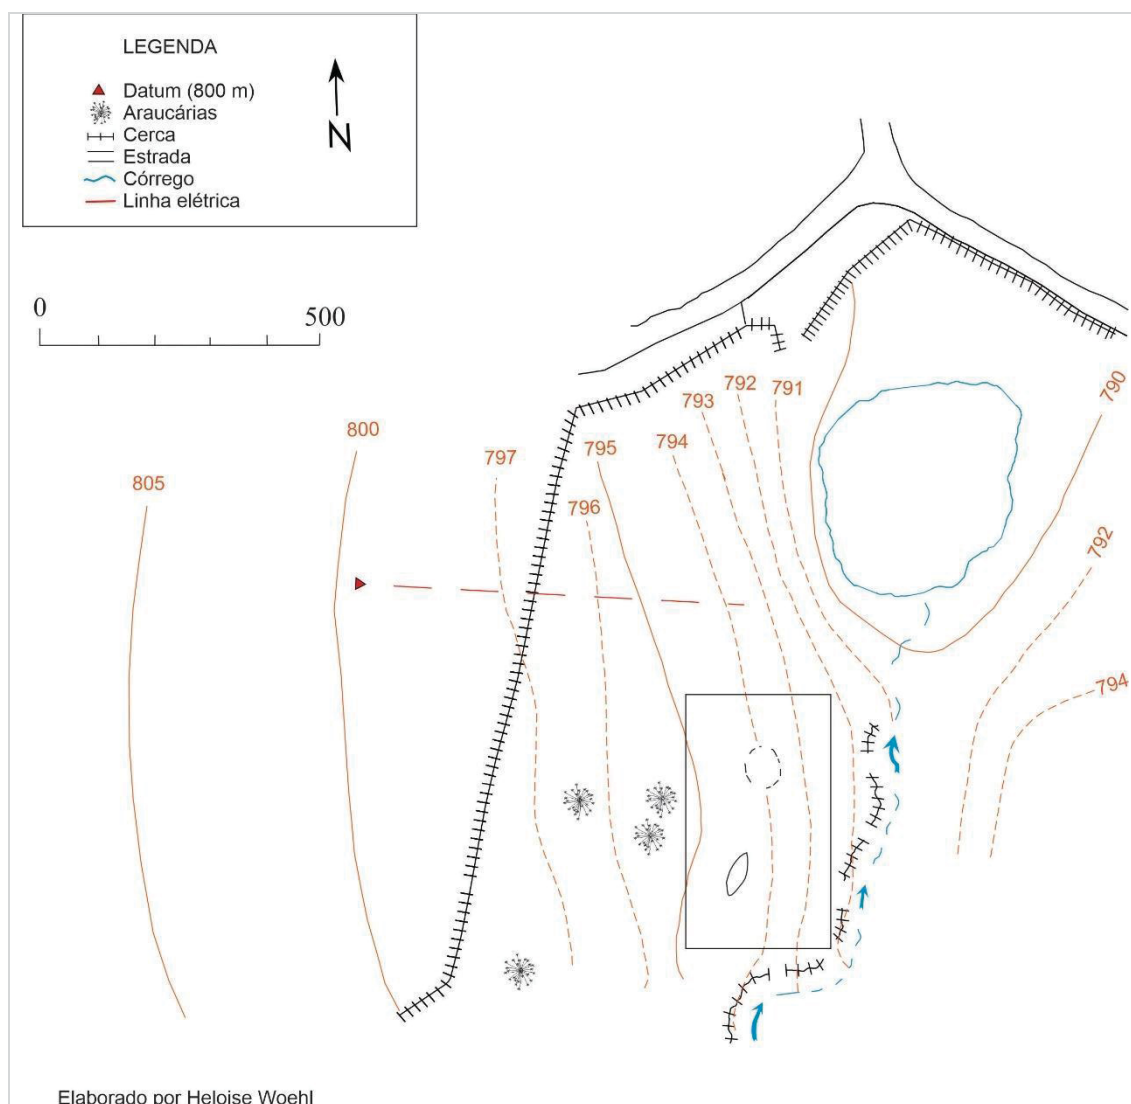 LEGENDA
Datum (800 m)
Araucárias
Cerca
Estrada
Córrego
Linha elétrica
N
0
500
805
800
797
796
795
794
793
792
791
790
792
794
Elaborado por Heloise Woehl